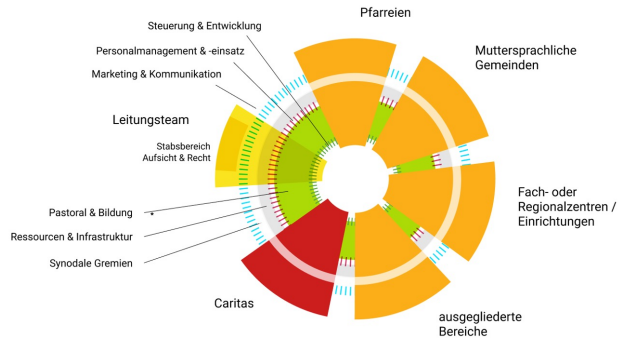 Pfarreien
Steuerung & Entwicklung
Personalmanagement & -einsatz
Marketing & Kommunikation
Muttersprachliche
Gemeinden
Leitungsteam
Stabsbereich
Aufsicht & Recht
Fach- oder
Regionalzentren /
Einrichtungen
Pastoral & Bildung
Ressourcen & Infrastruktur
Synodale Gremien
Caritas
ausgegliederte
Bereiche